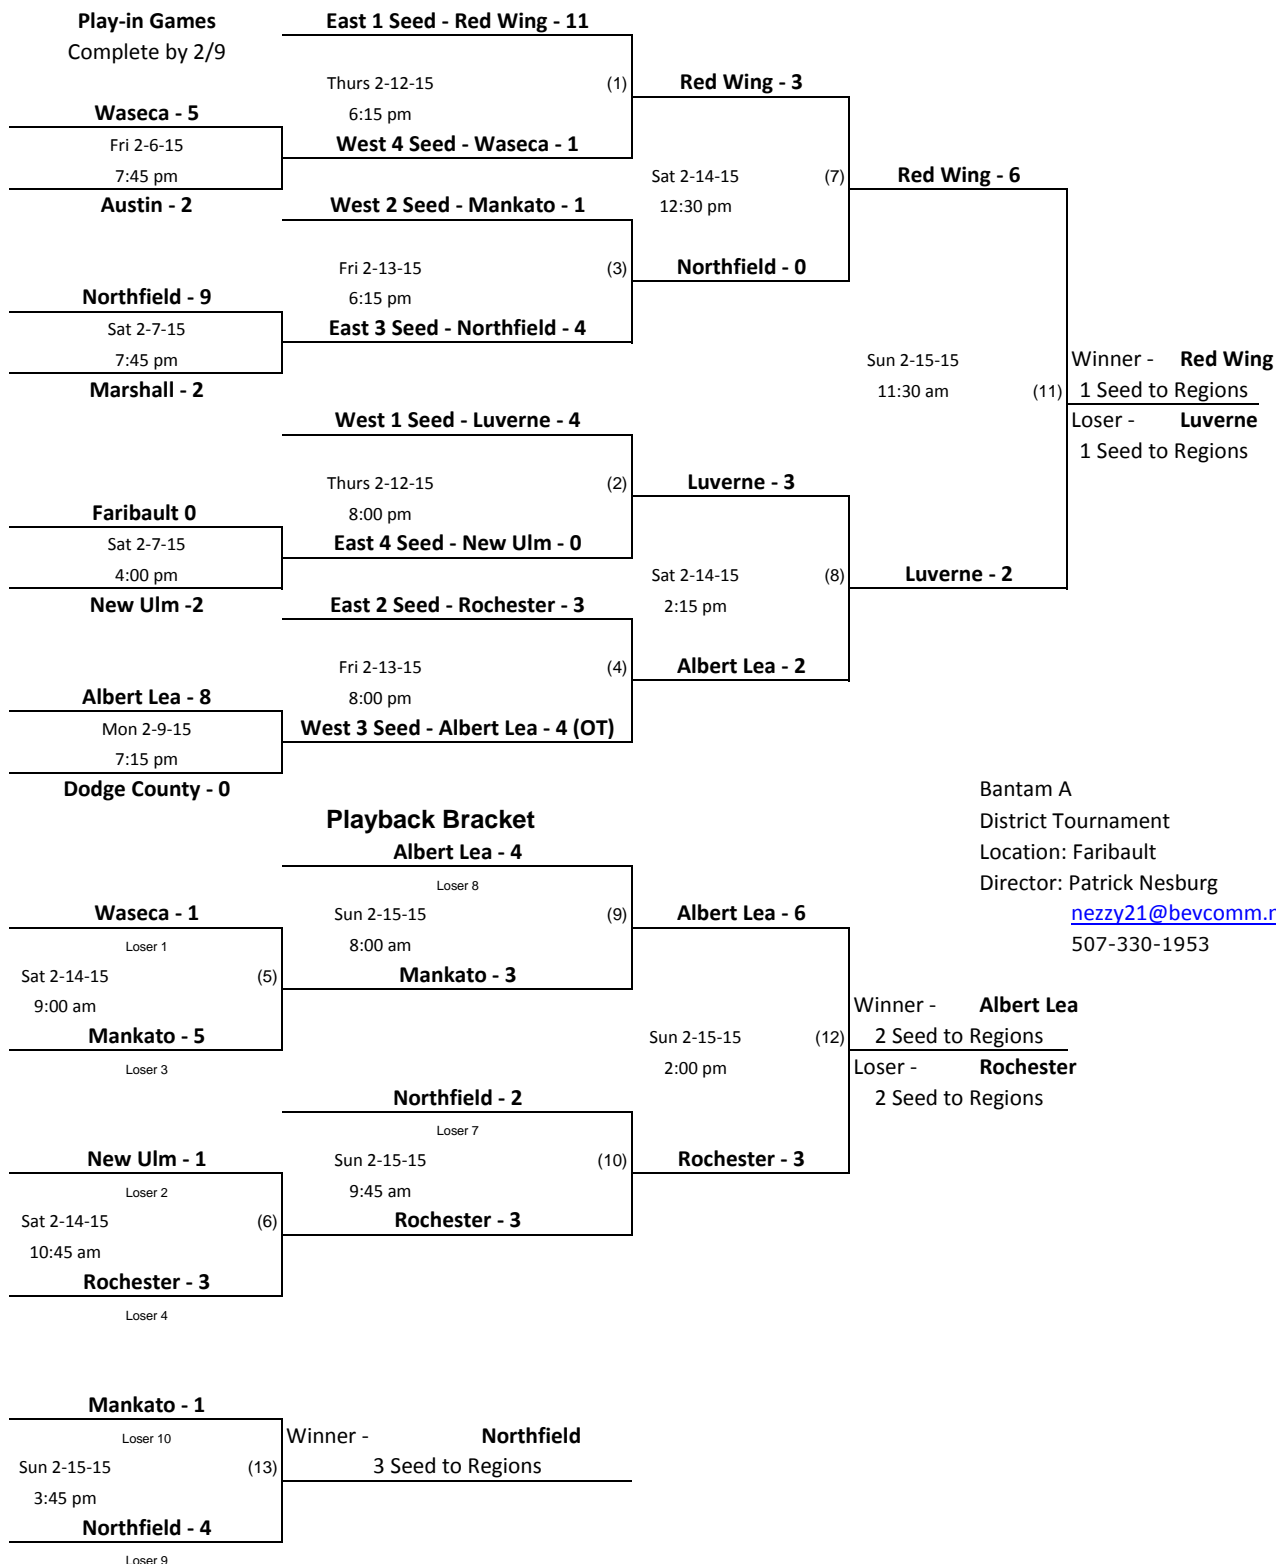 Play-in Games
Complete by 2/9
East 1 Seed - Red Wing - 11
Thurs 2-12-15 (1)
6:15 pm
Red Wing - 3
Waseca - 5
Fri 2-6-15
7:45 pm
Austin - 2
West 4 Seed - Waseca - 1
Sat 2-14-15 (7)
12:30 pm
Red Wing - 6
West 2 Seed - Mankato - 1
Fri 2-13-15 (3)
6:15 pm
Northfield - 0
Northfield - 9
Sat 2-7-15
7:45 pm
Marshall - 2
East 3 Seed - Northfield - 4
Sun 2-15-15
11:30 am (11)
Winner - Red Wing
1 Seed to Regions
Loser - Luverne
1 Seed to Regions
West 1 Seed - Luverne - 4
Thurs 2-12-15 (2)
8:00 pm
Luverne - 3
Faribault 0
Sat 2-7-15
4:00 pm
New Ulm -2
East 4 Seed - New Ulm - 0
Sat 2-14-15 (8)
2:15 pm
Luverne - 2
East 2 Seed - Rochester - 3
Fri 2-13-15 (4)
8:00 pm
Albert Lea - 2
Albert Lea - 8
Mon 2-9-15
7:15 pm
Dodge County - 0
West 3 Seed - Albert Lea - 4 (OT)
Bantam A
District Tournament
Location: Faribault
Director: Patrick Nesburg
nezzy21@bevcomm.n
507-330-1953
Playback Bracket
Albert Lea - 4
Loser 8
Sun 2-15-15 (9)
8:00 am
Albert Lea - 6
Waseca - 1
Loser 1
Sat 2-14-15 (5)
9:00 am
Mankato - 5
Loser 3
Mankato - 3
Sun 2-15-15 (12)
2:00 pm
Winner - Albert Lea
2 Seed to Regions
Loser - Rochester
2 Seed to Regions
Northfield - 2
Loser 7
Sun 2-15-15 (10)
9:45 am
Rochester - 3
New Ulm - 1
Loser 2
Sat 2-14-15 (6)
10:45 am
Rochester - 3
Loser 4
Rochester - 3
Mankato - 1
Loser 10
Sun 2-15-15 (13)
3:45 pm
Northfield - 4
Loser 9
Winner - Northfield
3 Seed to Regions